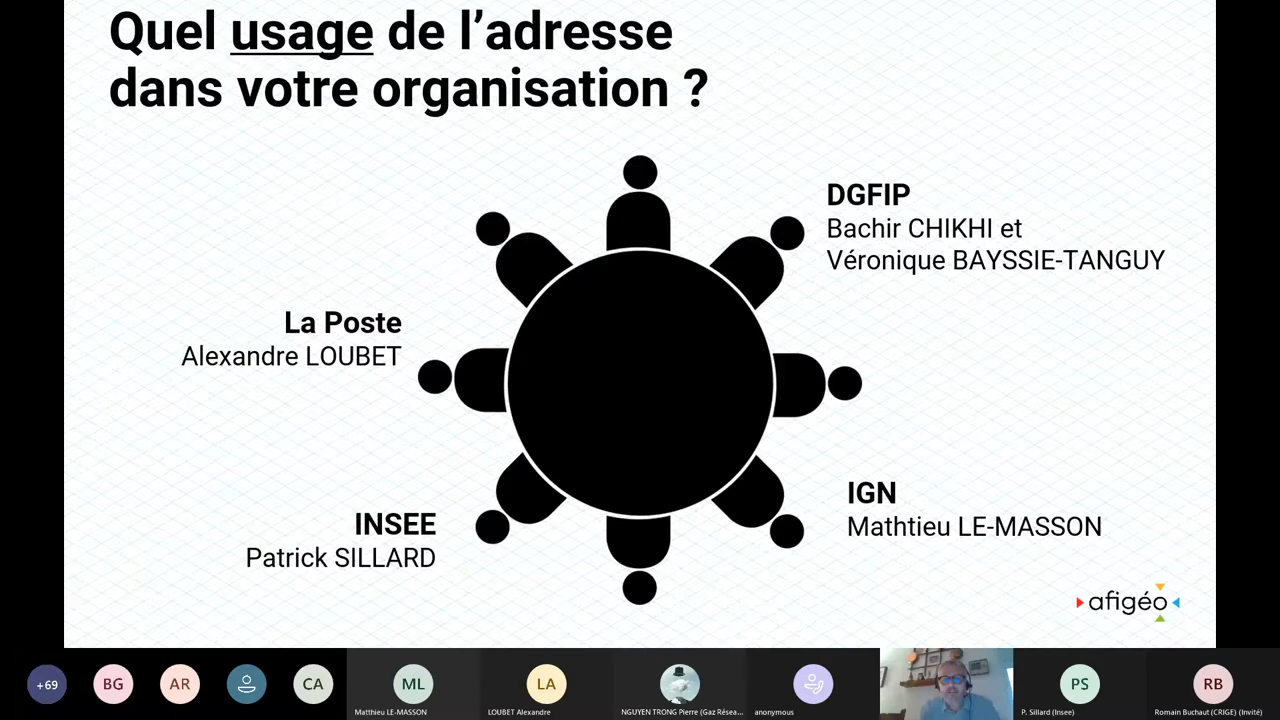 Quel usage de l’adresse
dans votre organisation ?
DGFIP
Bachir CHIKHI et
Véronique BAYSSIE-TANGUY
La Poste
Alexandre LOUBET
IGN
Mathtieu LE-MASSON
INSEE
Patrick SILLARD
afigéo
+69
BG
AR
CA
ML
LA
PS
RB
Matthieu LE-MASSON
LOUBET Alexandre
NGUYEN TRONG Pierre (Gaz Résea...
anonymous
P. Sillard (Insee)
Romain Buchaut (CRIGE) (Invité)